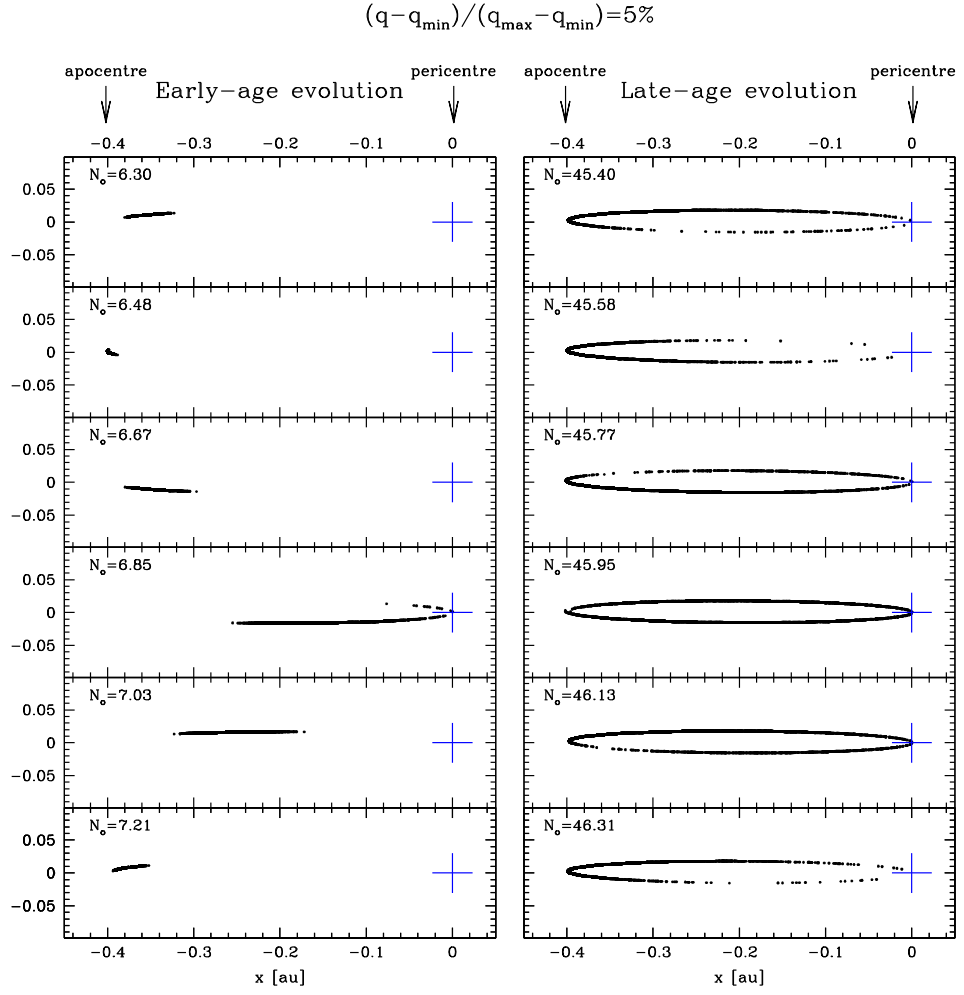 (q−q_min)/(q_max−q_min)=5%
apocentre pericentre apocentre pericentre
Early−age evolution Late−age evolution
−0.4 −0.3 −0.2 −0.1 0 −0.4 −0.3 −0.2 −0.1 0
N_o=6.30 N_o=45.40
0.05
0
−0.05
N_o=6.48 N_o=45.58
0.05
0
−0.05
N_o=6.67 N_o=45.77
0.05
0
−0.05
N_o=6.85 N_o=45.95
0.05
0
−0.05
N_o=7.03 N_o=46.13
0.05
0
−0.05
N_o=7.21 N_o=46.31
0.05
0
−0.05
−0.4 −0.3 −0.2 −0.1 0 −0.4 −0.3 −0.2 −0.1 0
x [au] x [au]